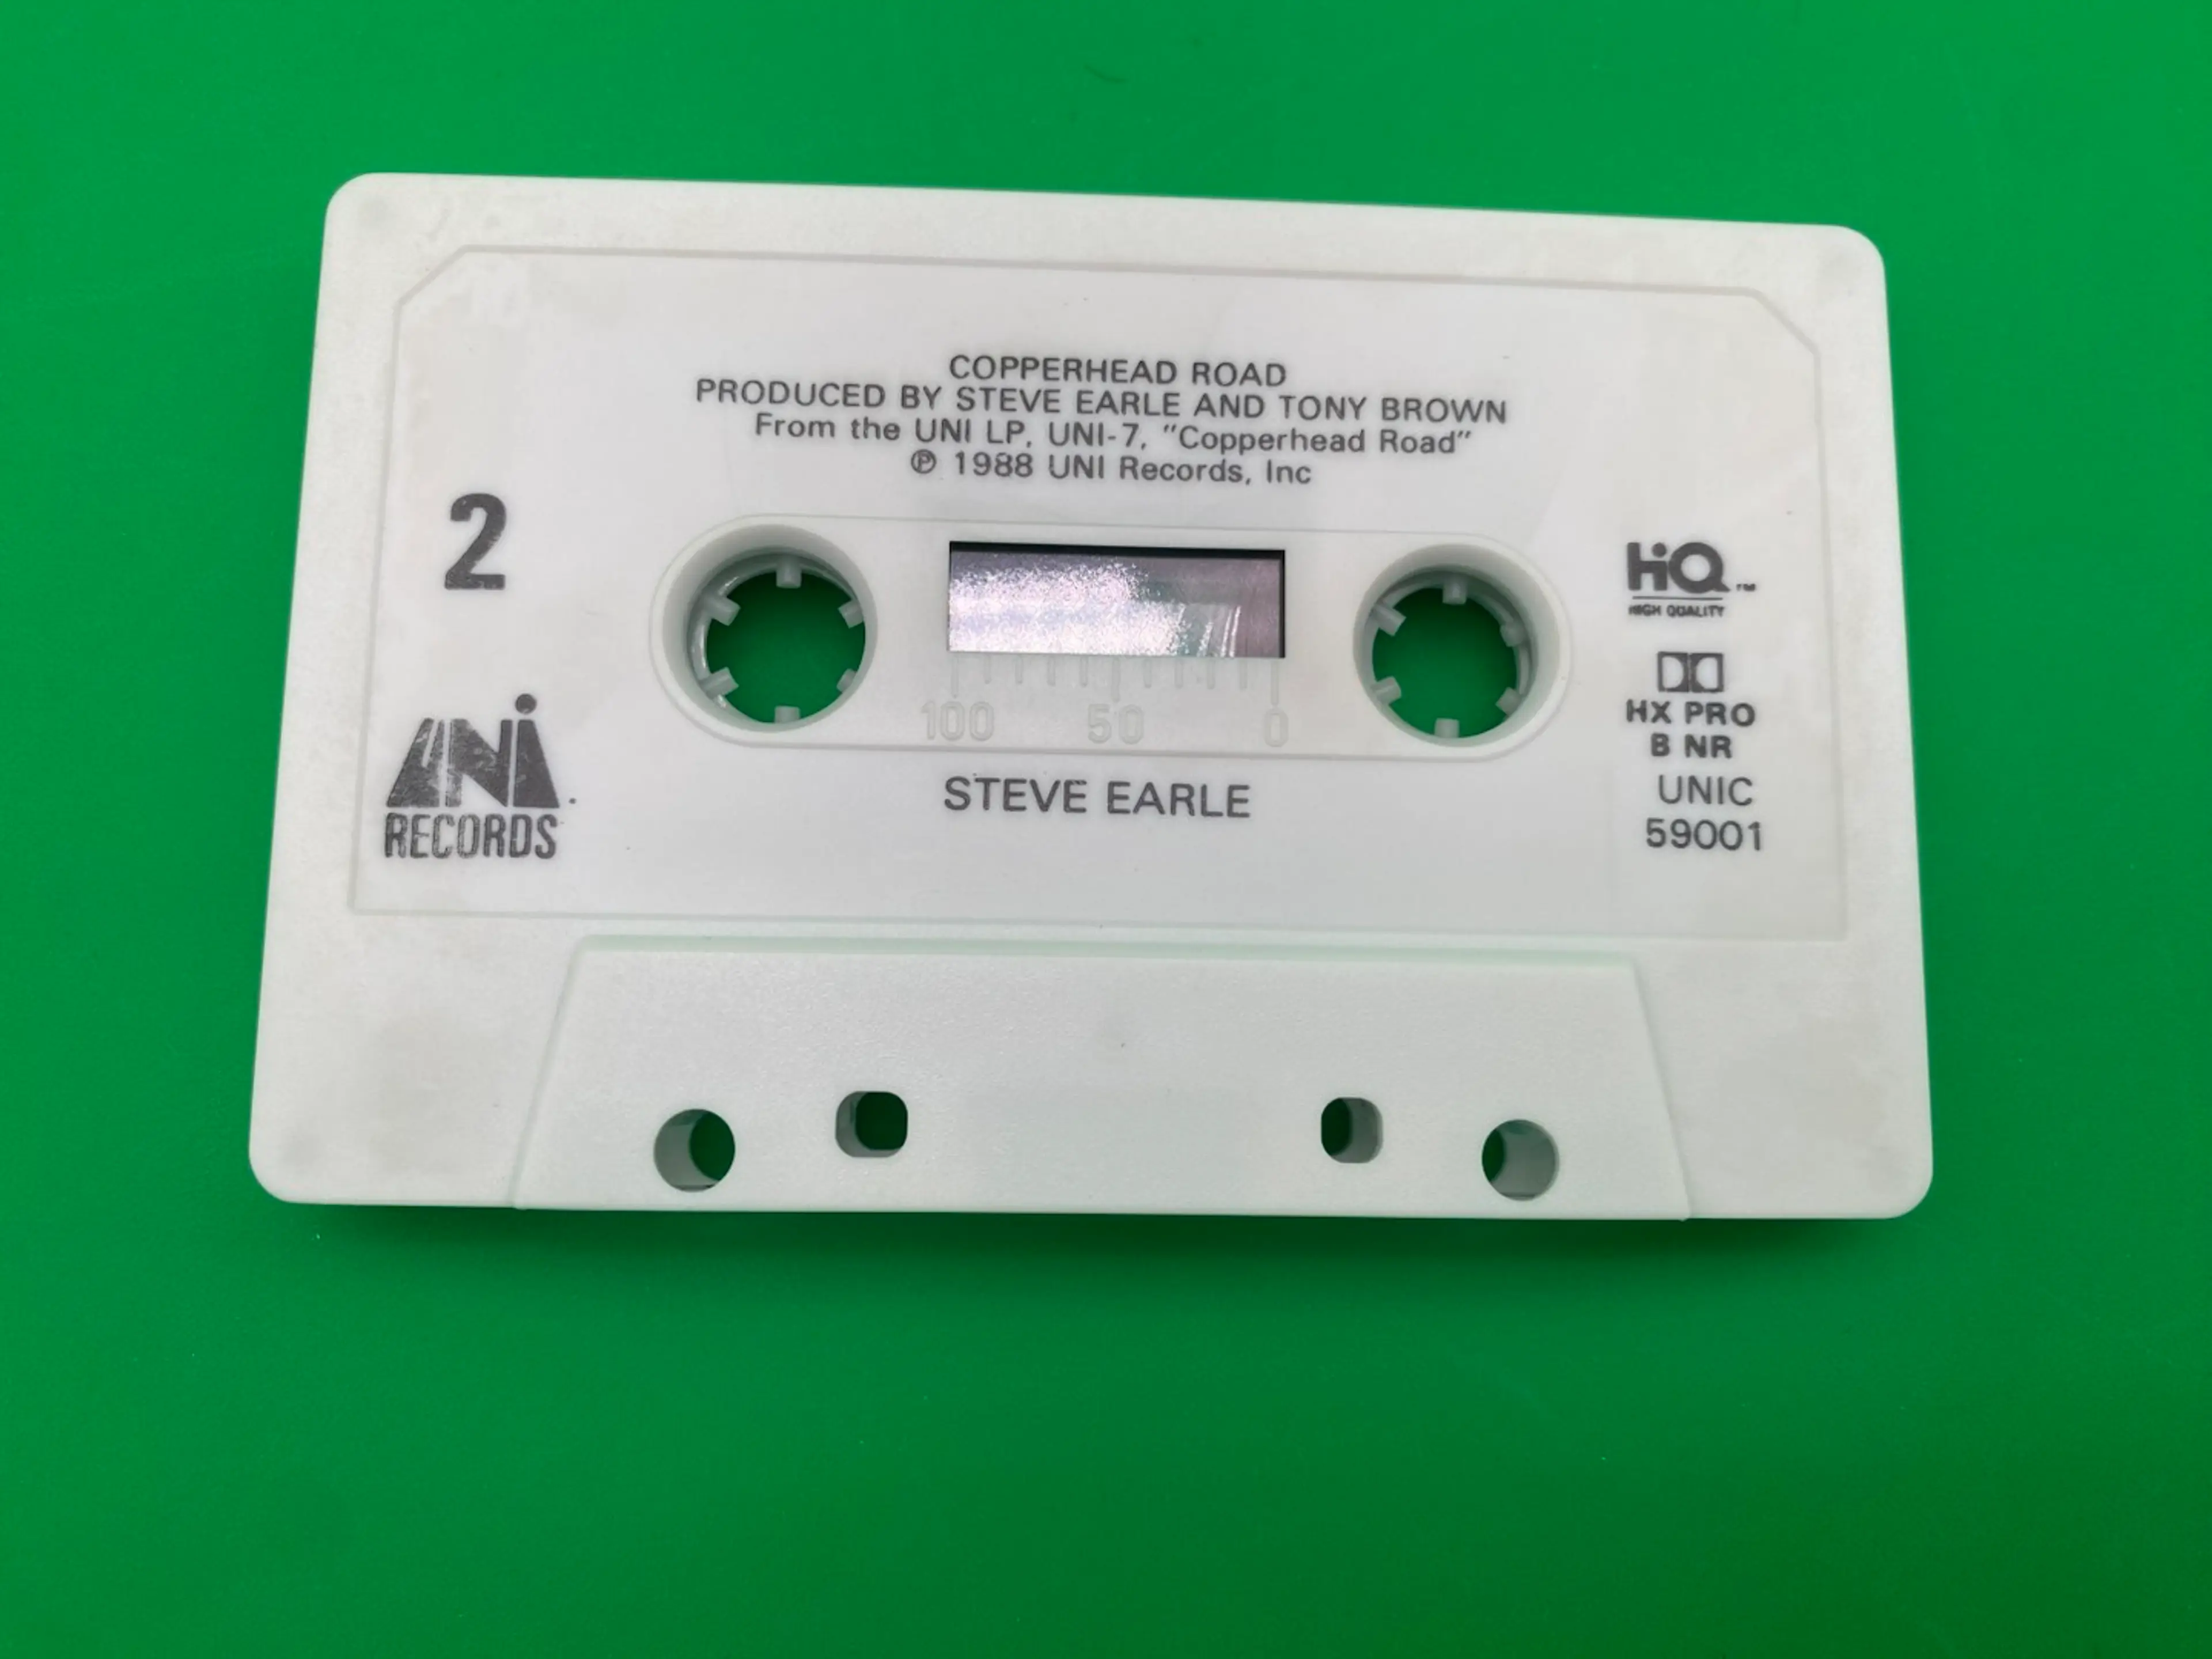 COPPERHEAD ROAD
PRODUCED BY STEVE EARLE AND TONY BROWN
From the UNI LP, UNI-7, "Copperhead Road"
℗ 1988 UNI Records, Inc
2
HiQ™
HIGH QUALITY
HX PRO
B NR
UNIC
59001
UNi
RECORDS
100 50 0
STEVE EARLE